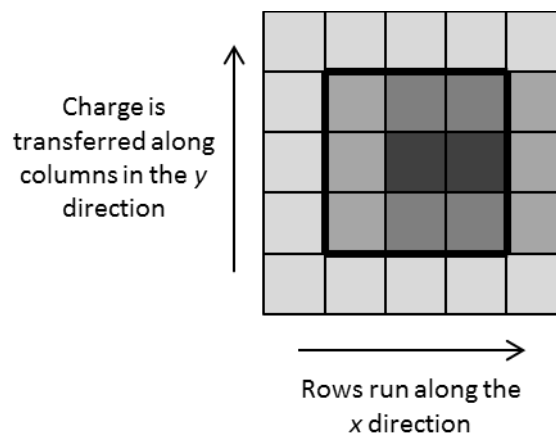 Charge is
transferred along
columns in the y
direction
Rows run along the
x direction